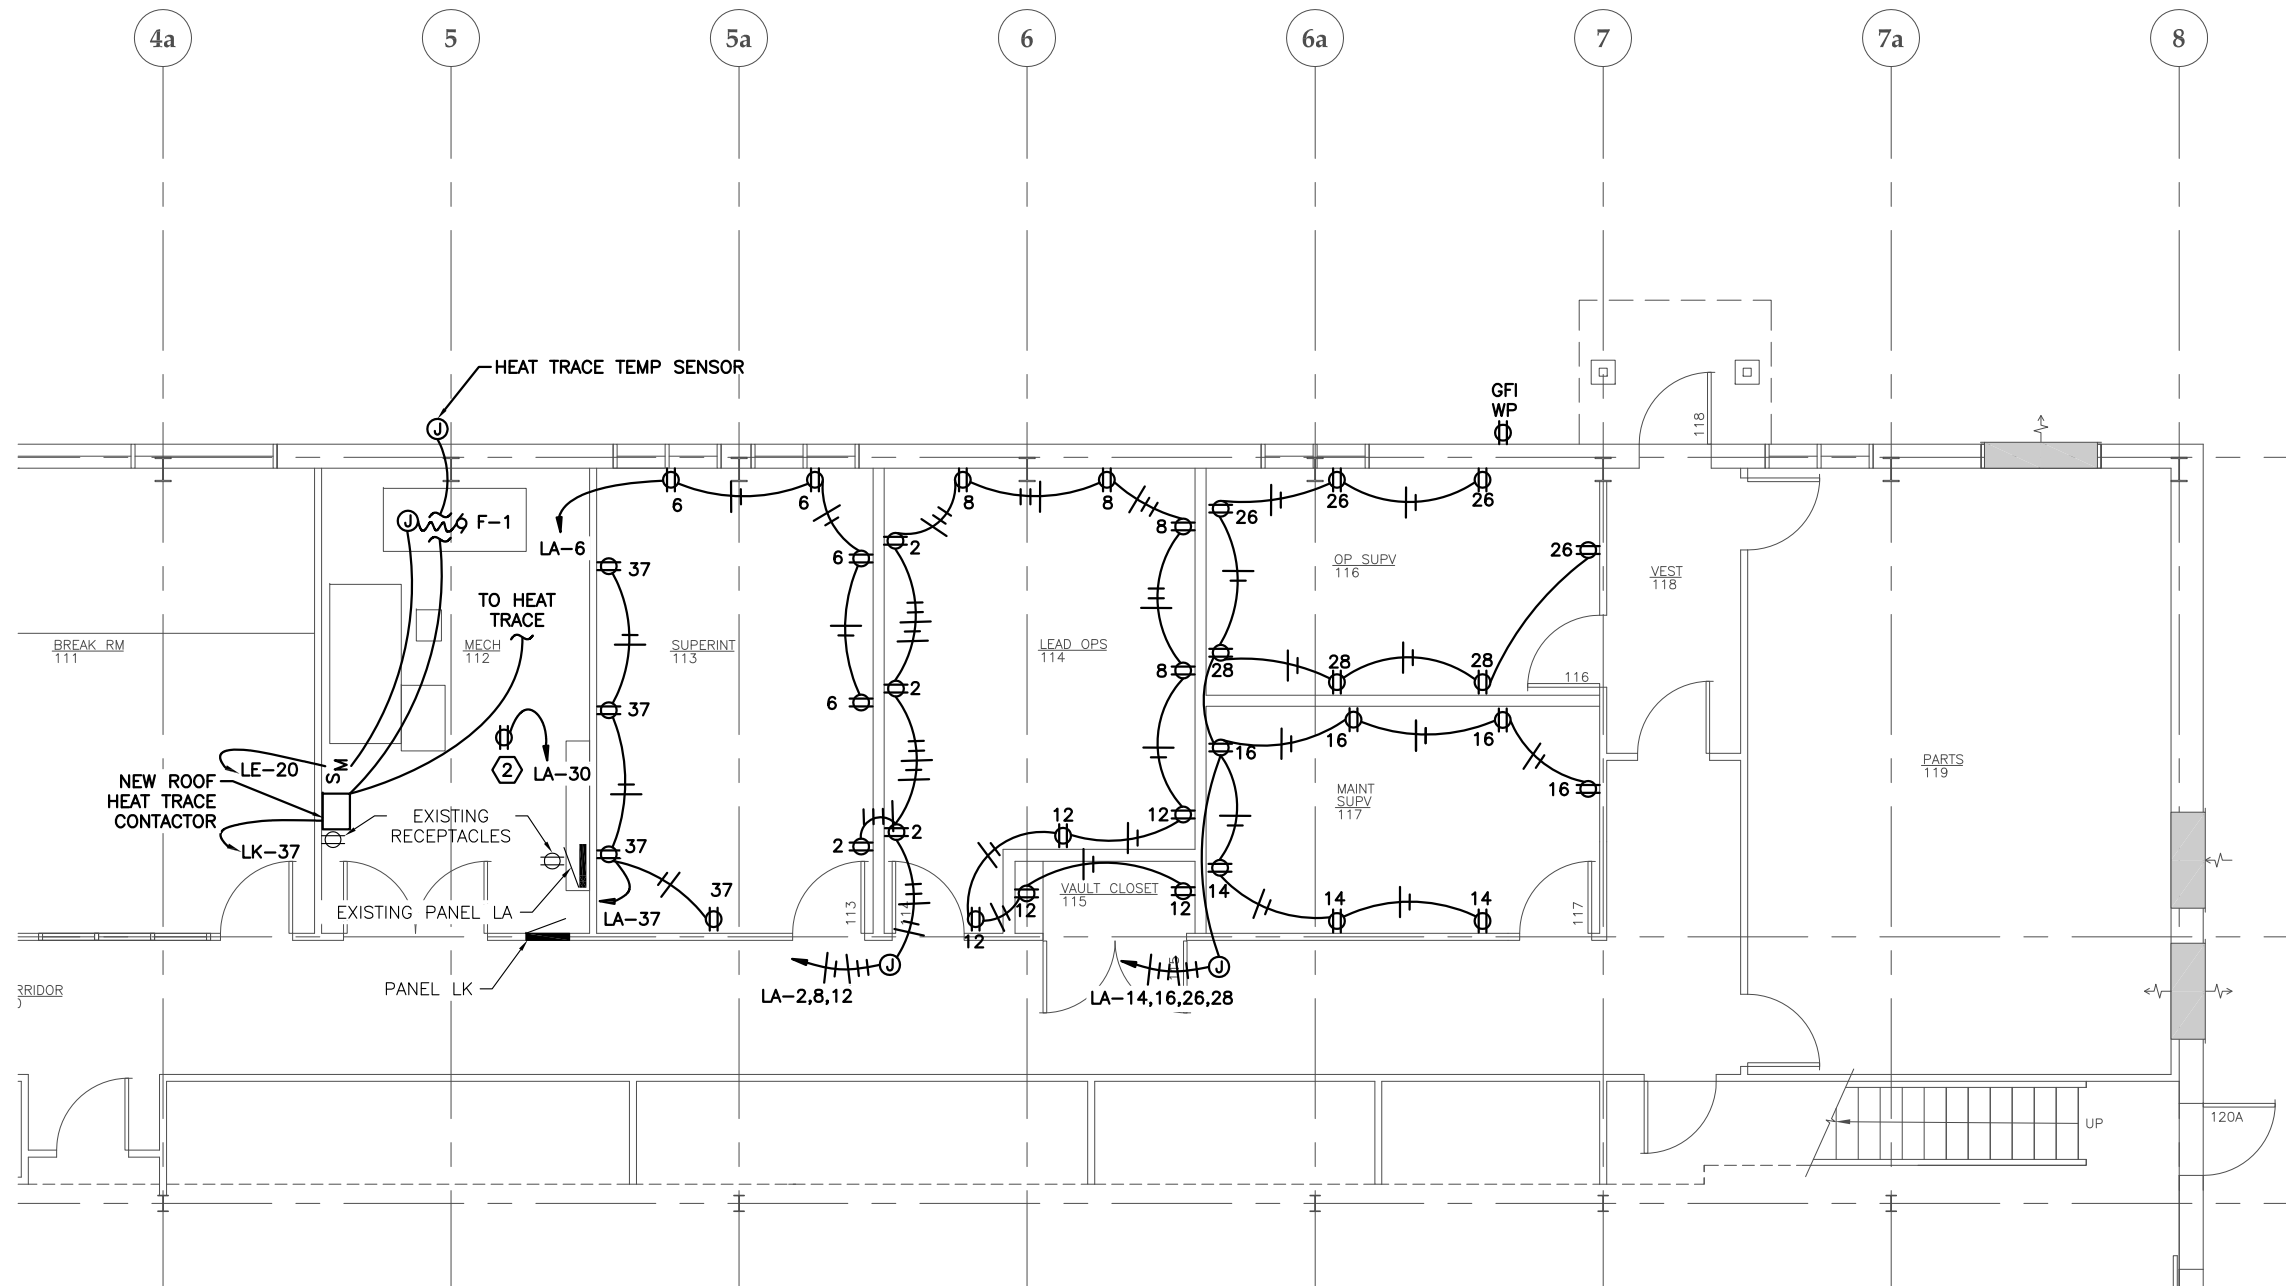 4a
5
5a
6
6a
7
7a
8
HEAT TRACE TEMP SENSOR
GFI
WP
118
J
J
F-1
6
6
8
8
26
26
26
LA-6
6
2
8
26
37
TO HEAT
TRACE
OP SUPV
116
VEST
118
BREAK RM
111
MECH
112
SUPERINT
113
LEAD OPS
114
8
28
28
28
116
37
6
2
LE-20
SM
2
LA-30
16
16
16
16
NEW ROOF
HEAT TRACE
CONTACTOR
EXISTING
RECEPTACLES
MAINT
SUPV
117
PARTS
119
LK-37
37
2
2
12
12
37
14
14
14
VAULT CLOSET
115
12
12
12
EXISTING PANEL LA
LA-37
113
114
117
115
J
J
PANEL LK
LA-2,8,12
LA-14,16,26,28
RRIDOR
UP
120A